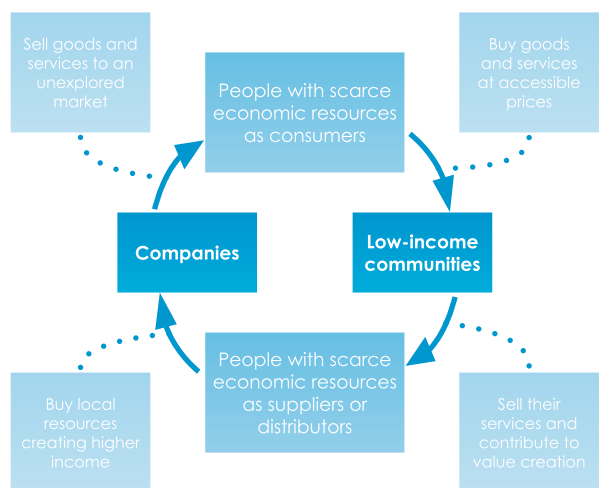 Sell goods and
services to an
unexplored
market
People with scarce
economic resources
as consumers
Buy goods
and services
at accessible
prices
Companies
Low-income
communities
People with scarce
economic resources
as suppliers or
distributors
Buy local
resources
creating higher
income
Sell their
services and
contribute to
value creation